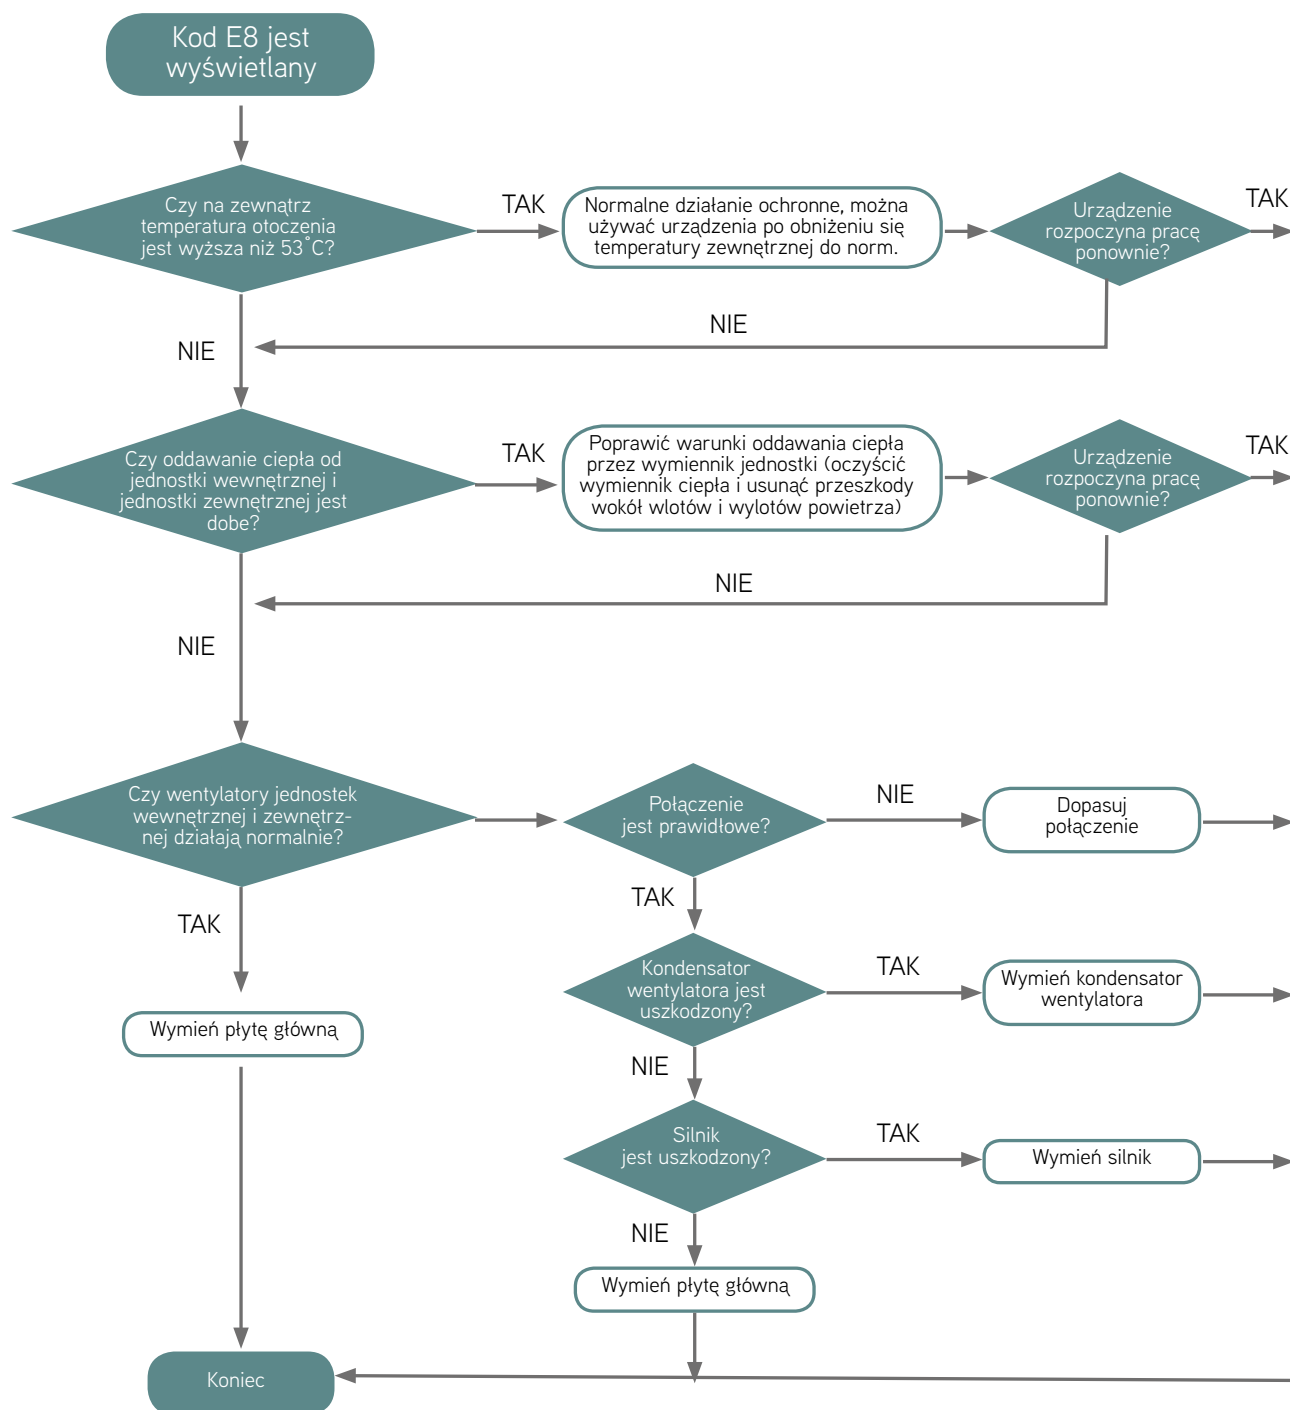 Kod E8 jest
wyświetlany
Czy na zewnątrz
temperatura otoczenia
jest wyższa niż 53˚C?
TAK
Normalne działanie ochronne, można
używać urządzenia po obniżeniu się
temperatury zewnętrznej do norm.
Urządzenie
rozpoczyna pracę
ponownie?
TAK
NIE
NIE
Czy oddawanie ciepła od
jednostki wewnętrznej i
jednostki zewnętrznej jest
dobe?
TAK
Poprawić warunki oddawania ciepła
przez wymiennik jednostki (oczyścić
wymiennik ciepła i usunąć przeszkody
wokół wlotów i wylotów powietrza)
Urządzenie
rozpoczyna pracę
ponownie?
TAK
NIE
NIE
Czy wentylatory jednostek
wewnętrznej i zewnętrz-
nej działają normalnie?
Połączenie
jest prawidłowe?
NIE
Dopasuj
połączenie
TAK
TAK
Kondensator
wentylatora jest
uszkodzony?
TAK
Wymień kondensator
wentylatora
Wymień płytę główną
NIE
Silnik
jest uszkodzony?
TAK
Wymień silnik
NIE
Wymień płytę główną
Koniec